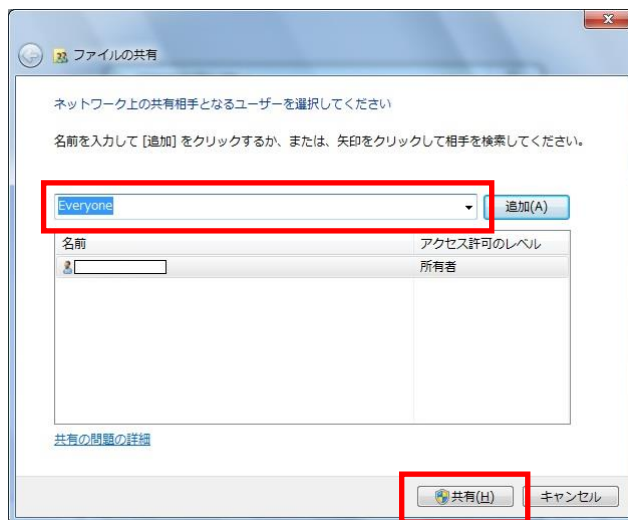 ファイルの共有
ネットワーク上の共有相手となるユーザーを選択してください
名前を入力して [追加] をクリックするか、または、矢印をクリックして相手を検索してください。
Everyone 追加(A)
名前 アクセス許可のレベル
所有者
共有の問題の詳細
共有(H) キャンセル